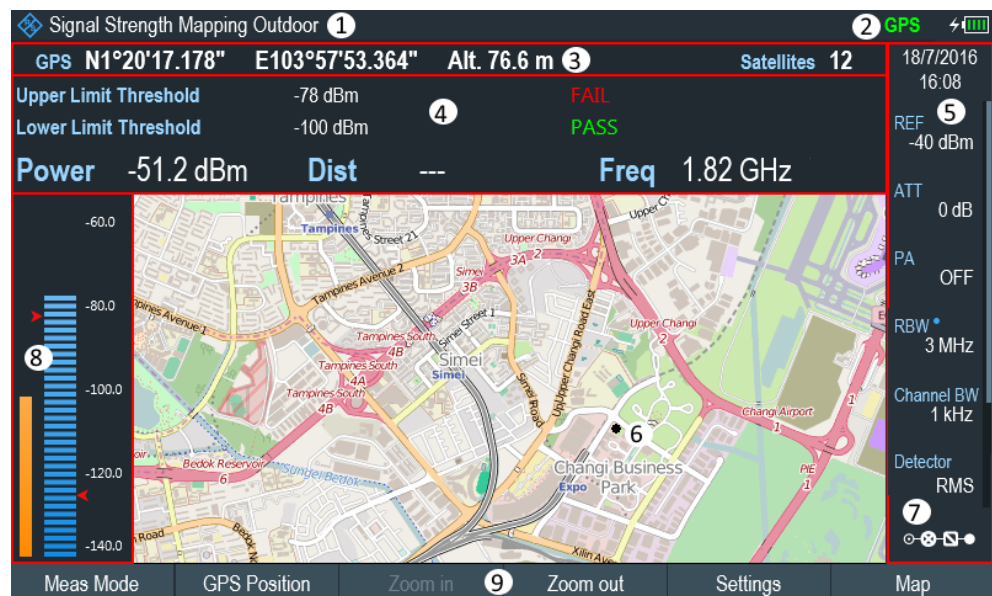 Signal Strength Mapping Outdoor 1 2 GPS
GPS N1°20'17.178" E103°57'53.364" Alt. 76.6 m 3 Satellites 12
18/7/2016
16:08
Upper Limit Threshold -78 dBm FAIL
4
Lower Limit Threshold -100 dBm PASS
Power -51.2 dBm Dist --- Freq 1.82 GHz
5
REF
-40 dBm
ATT
0 dB
PA
OFF
RBW
3 MHz
Channel BW
1 kHz
Detector
RMS
7
-60.0
-80.0
8
-100.0
-120.0
-140.0
Tampines
Tampines
Street 21
Upper Changi
3A
2
Tampines Avenue 2
Simei
3B
Tampines Avenue 1
Simei Street 1
Upper Changi Road East
Upper Changi
2
Tampines South
4B
Simei
Simei
Tampines South
4A
Tampines South
4B
Simei Road
Changi Airport
1
6
Bedok Reservoir
6
Sungei Bedok
Changi Business
Park
Expo
PIE
1
Road
Xilin Ave
Meas Mode GPS Position Zoom in 9 Zoom out Settings Map